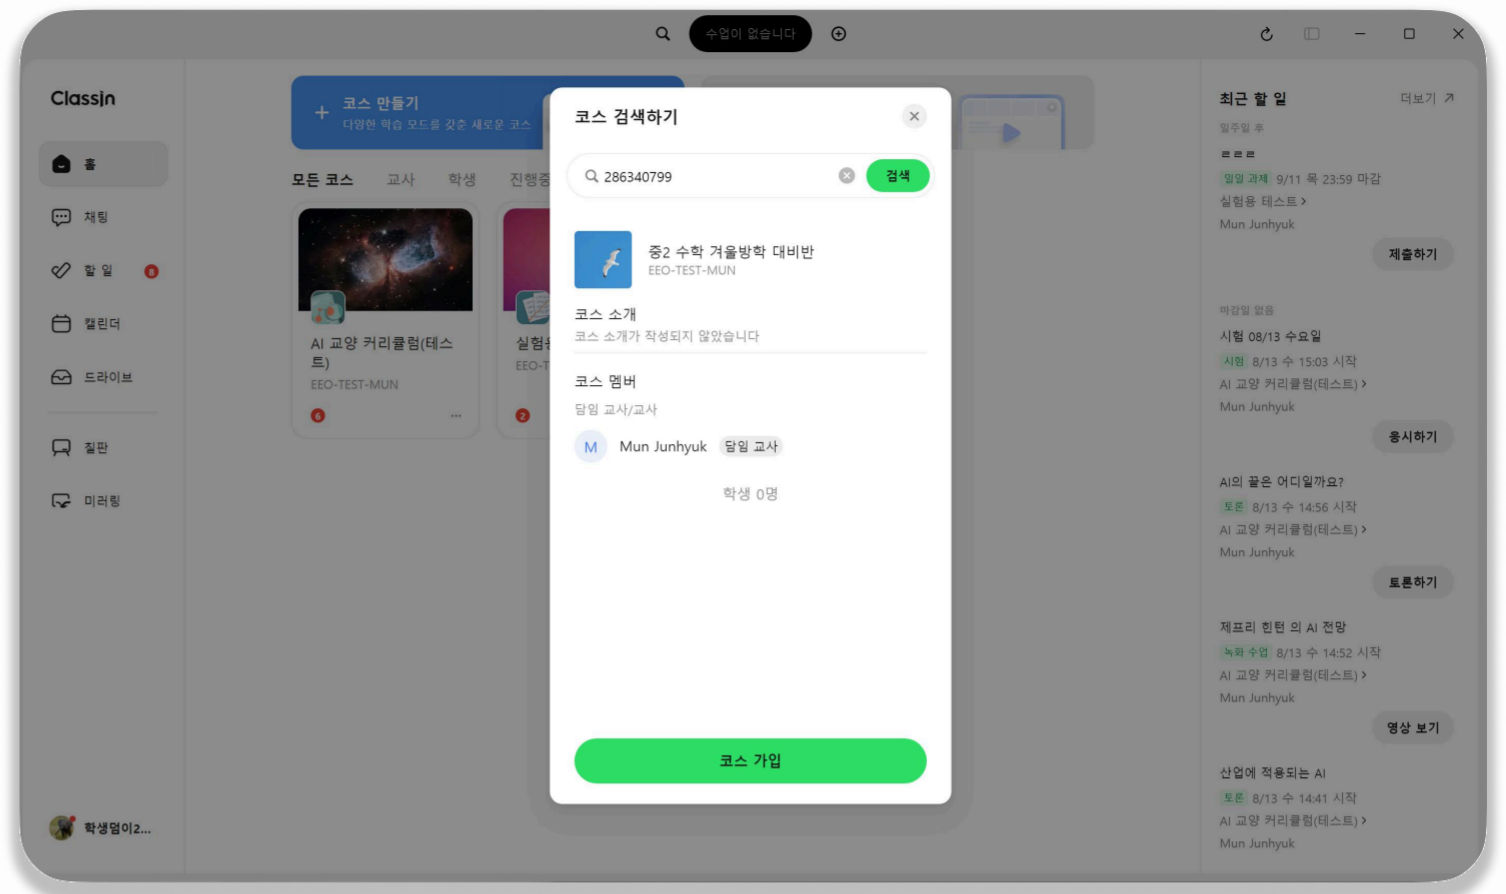 수업이 없습니다
ClassIn
홈
채팅
할 일
8
캘린더
드라이브
칠판
미러링
학생덤이2...
코스 만들기
다양한 학습 모드를 갖춘 새로운 코스
모든 코스
교사
학생
진행중
AI 교양 커리큘럼(테스
트)
EEO-TEST-MUN
6
...
실험용
EEO-T
2
코스 검색하기
286340799
검색
중2 수학 겨울방학 대비반
EEO-TEST-MUN
코스 소개
코스 소개가 작성되지 않았습니다
코스 멤버
담임 교사/교사
M
Mun Junhyuk
담임 교사
학생 0명
코스 가입
최근 할 일
더보기
일주일 후
ㄹㄹㄹ
일일 과제 9/11 목 23:59 마감
실험용 테스트 >
Mun Junhyuk
제출하기
마감일 없음
시험 08/13 수요일
시험 8/13 수 15:03 시작
AI 교양 커리큘럼(테스트) >
Mun Junhyuk
응시하기
AI의 끝은 어디일까요?
토론 8/13 수 14:56 시작
AI 교양 커리큘럼(테스트) >
Mun Junhyuk
토론하기
제프리 힌턴 의 AI 전망
녹화 수업 8/13 수 14:52 시작
AI 교양 커리큘럼(테스트) >
Mun Junhyuk
영상 보기
산업에 적용되는 AI
토론 8/13 수 14:41 시작
AI 교양 커리큘럼(테스트) >
Mun Junhyuk